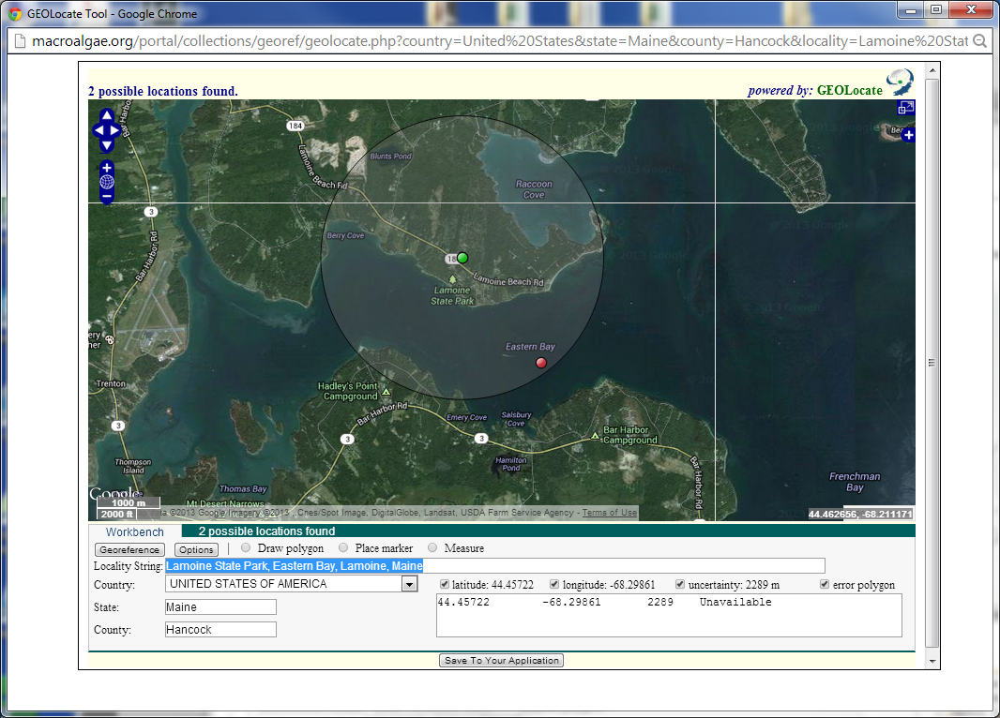 GEOLocate Tool - Google Chrome
macroalgae.org/portal/collections/georef/geolocate.php?country=United%20States&state=Maine&county=Hancock&locality=Lamoine%20Stat
2 possible locations found.
powered by: GEOLocate
184
Bar Harbor
Blunts Pond
Lamoine Beach Rd
Raccoon
Cove
3
Berry Cove
Bar Harbor Rd
18
Lamoine Beach Rd
Lamoine
State Park
Eastern Bay
Trenton
Hadley's Point
Campground
Bar Harbor Rd
3
3
3
Emery Cove
Salsbury
Cove
Bar Harbor
Campground
Hamilton
Pond
Bar Harbor Rd
Thompson
Island
Thomas Bay
Mt Desert Narrows
Frenchman
Bay
Google
1000 m
2000 ft
©2013 Google Imagery ©2013 , Cnes/Spot Image, DigitalGlobe, Landsat, USDA Farm Service Agency - Terms of Use
44.462656, -68.211171
Workbench 2 possible locations found
Georeference Options | Draw polygon Place marker Measure
Locality String: Lamoine State Park, Eastern Bay, Lamoine, Maine
Country: UNITED STATES OF AMERICA latitude: 44.45722 longitude: -68.29861 uncertainty: 2289 m error polygon
44.45722 -68.29861 2289 Unavailable
State: Maine
County: Hancock
Save To Your Application